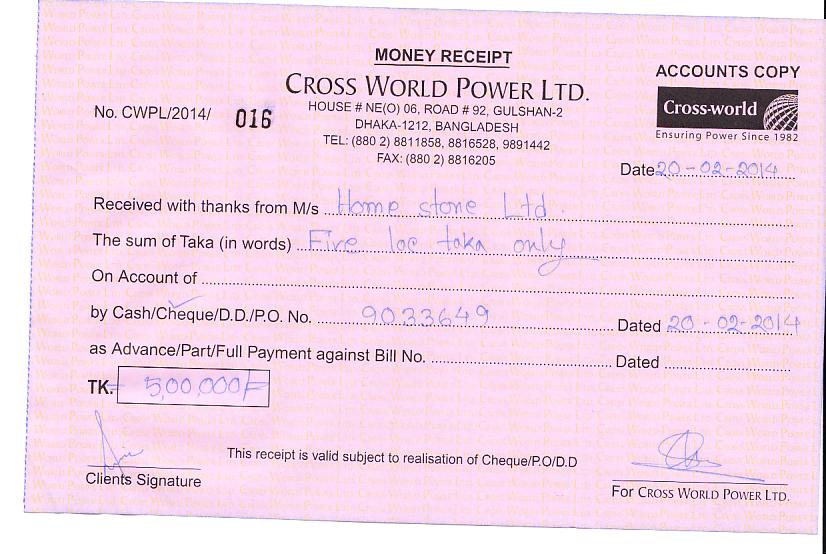 MONEY RECEIPT
CROSS WORLD POWER LTD.
HOUSE # NE(O) 06, ROAD # 92, GULSHAN-2
DHAKA-1212, BANGLADESH
TEL: (880 2) 8811858, 8816528, 9891442
FAX: (880 2) 8816205
ACCOUNTS COPY
Cross-world
Ensuring Power Since 1982
No. CWPL/2014/ 016
Date 20-02-2014
Received with thanks from M/s Home stone Ltd.
The sum of Taka (in words) Five lac taka only
On Account of
by Cash/Cheque/D.D./P.O. No. 9033649 Dated 20-02-2014
as Advance/Part/Full Payment against Bill No. Dated
TK. 5,00,000/=
This receipt is valid subject to realisation of Cheque/P.O/D.D
Clients Signature
For CROSS WORLD POWER LTD.